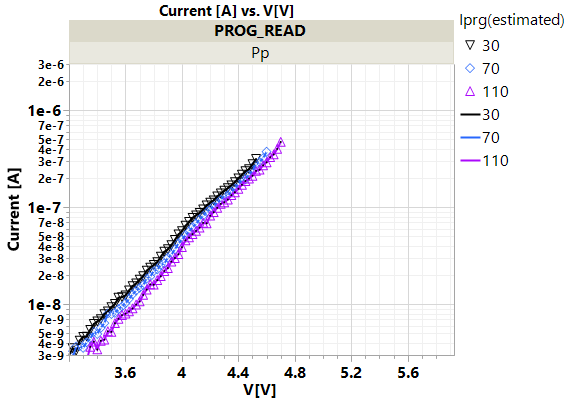 Current [A] vs. V[V]
PROG_READ
Pp
Iprg(estimated)
30
70
110
30
70
110
Current [A]
3e-6
2e-6
1e-6
7e-7
5e-7
4e-7
3e-7
2e-7
1e-7
7e-8
5e-8
4e-8
3e-8
2e-8
1e-8
7e-9
5e-9
4e-9
3e-9
3.6
4
4.4
4.8
5.2
5.6
V[V]